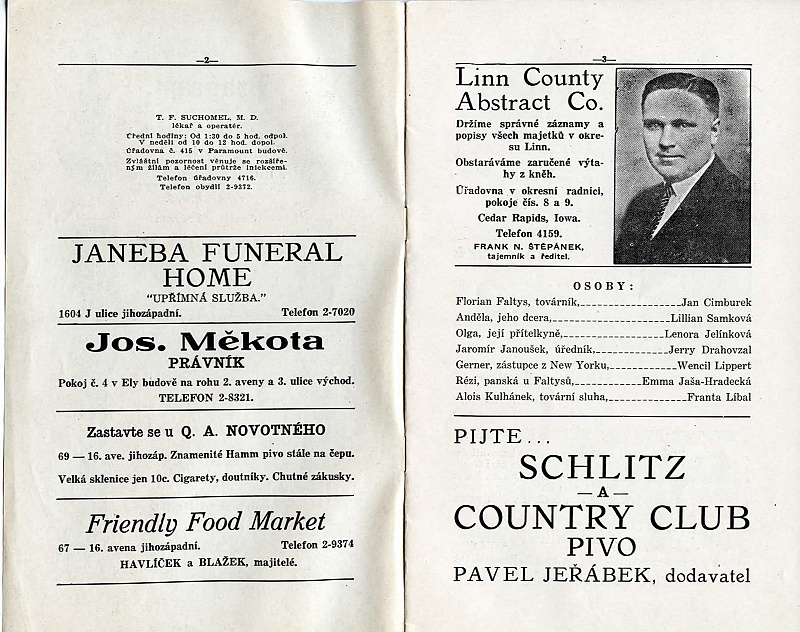 —2—
T. F. SUCHOMEL, M. D.
lékař a operatér.
Úřední hodiny: Od 1:30 do 5 hod. odpol.
V neděli od 10 do 12 hod. dopol.
Úřadovna č. 415 v Paramount budově.
Zvláštní pozornost věnuje se rozšíře-
ným žilám a léčení průtrže injekcemi.
Telefon úřadovny 4716.
Telefon obydlí 2-9372.
JANEBA FUNERAL
HOME
"UPŘÍMNÁ SLUŽBA."
1604 J ulice jihozápadní. Telefon 2-7020
Jos. Měkota
PRÁVNÍK
Pokoj č. 4 v Ely budově na rohu 2. aveny a 3. ulice východ.
TELEFON 2-8321.
Zastavte se u Q. A. NOVOTNÉHO
69 — 16. ave. jihozáp. Znamenité Hamm pivo stále na čepu.
Velká sklenice jen 10c. Cigarety, doutníky. Chutné zákusky.
Friendly Food Market
67 — 16. avena jihozápadní. Telefon 2-9374
HAVLÍČEK a BLAŽEK, majitelé.
—3—
Linn County
Abstract Co.
Držíme správné záznamy a
popisy všech majetků v okre-
su Linn.
Obstaráváme zaručené výta-
hy z kněh.
Úřadovna v okresní radnici,
pokoje čís. 8 a 9.
Cedar Rapids, Iowa.
Telefon 4159.
FRANK N. ŠTĚPÁNEK,
tajemník a ředitel.
OSOBY:
Florian Faltys, továrník, Jan Cimburek
Anděla, jeho dcera, Lillian Samková
Olga, její přítelkyně, Lenora Jelínková
Jaromír Janoušek, úředník, Jerry Drahovzal
Gerner, zástupce z New Yorku, Wencil Lippert
Rézi, panská u Faltysů, Emma Jaša-Hradecká
Alois Kulhánek, tovární sluha, Franta Líbal
PIJTE...
SCHLITZ
—A—
COUNTRY CLUB
PIVO
PAVEL JEŘÁBEK, dodavatel